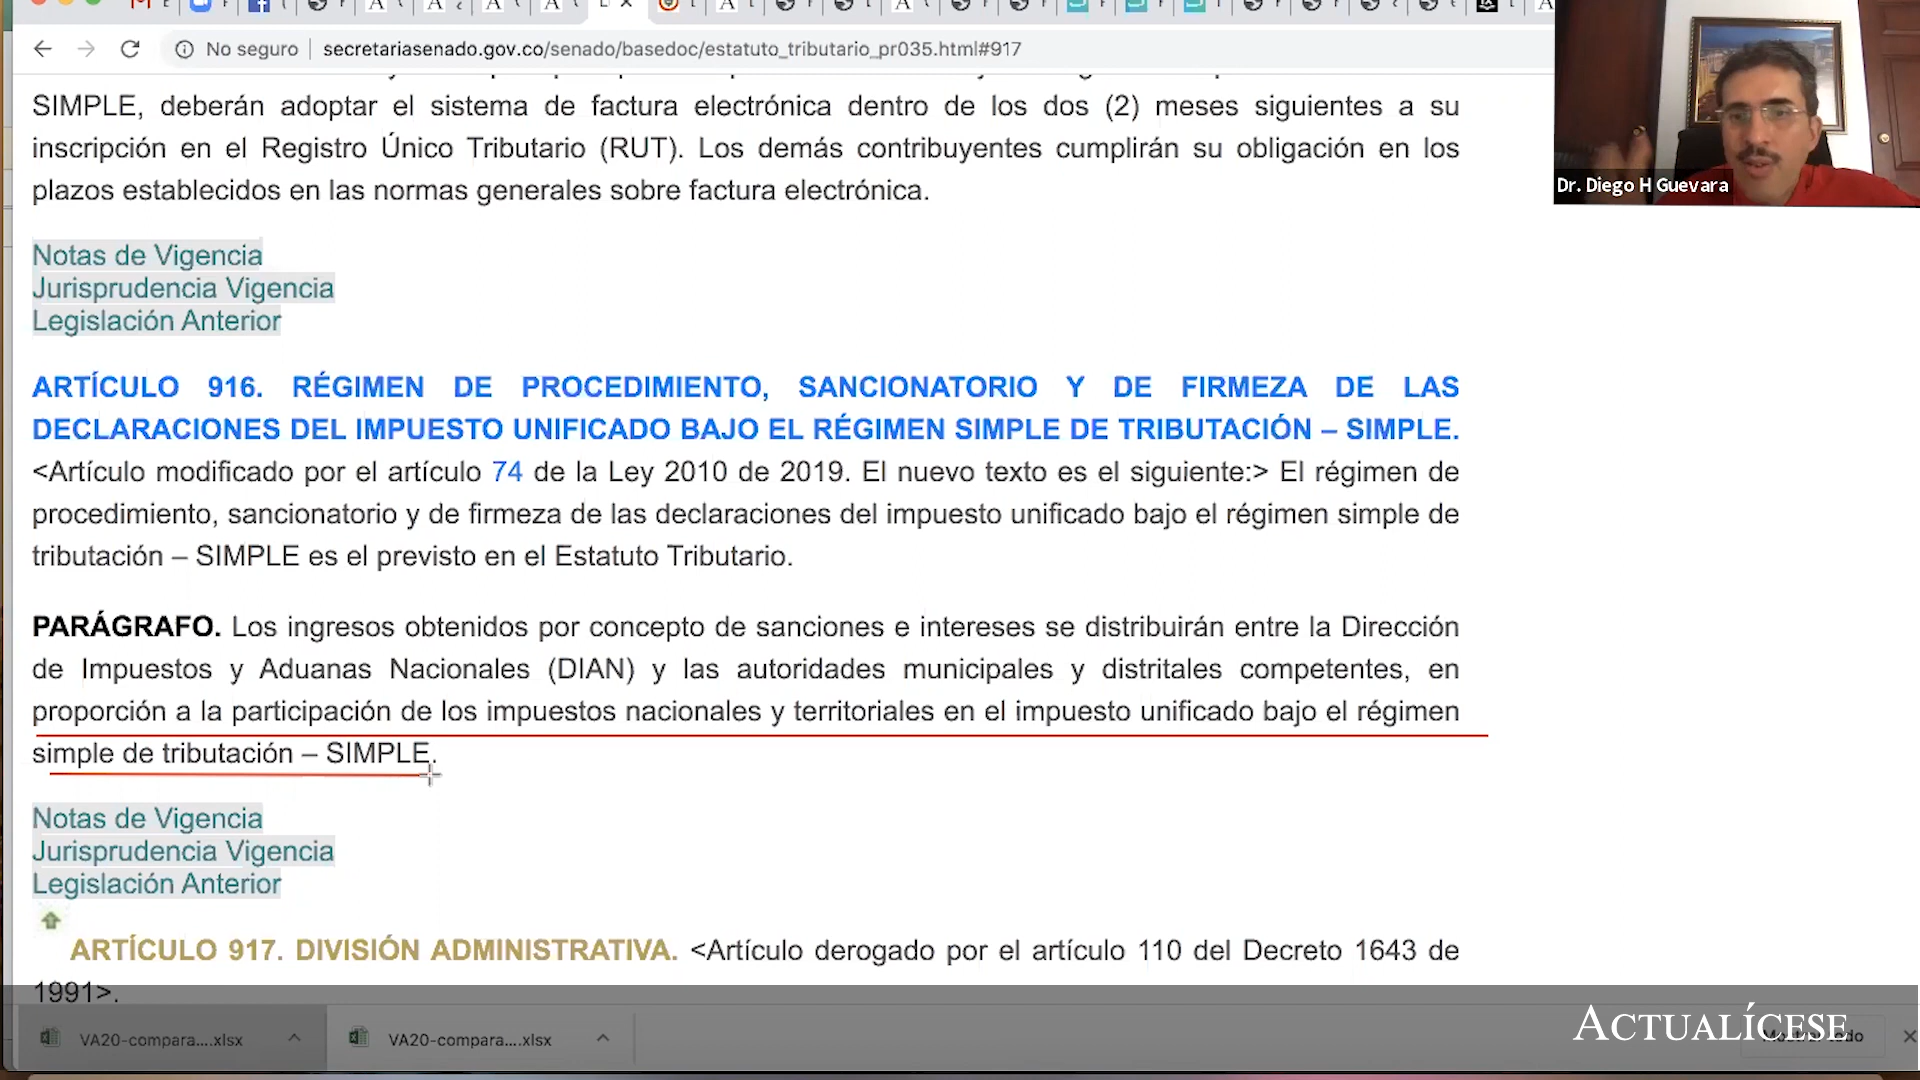 No seguro | secretariasenado.gov.co/senado/basedoc/estatuto_tributario_pr035.html#917
Dr. Diego H Guevara
SIMPLE, deberán adoptar el sistema de factura electrónica dentro de los dos (2) meses siguientes a su
inscripción en el Registro Único Tributario (RUT). Los demás contribuyentes cumplirán su obligación en los
plazos establecidos en las normas generales sobre factura electrónica.
Notas de Vigencia
Jurisprudencia Vigencia
Legislación Anterior
ARTÍCULO 916. RÉGIMEN DE PROCEDIMIENTO, SANCIONATORIO Y DE FIRMEZA DE LAS
DECLARACIONES DEL IMPUESTO UNIFICADO BAJO EL RÉGIMEN SIMPLE DE TRIBUTACIÓN – SIMPLE.
<Artículo modificado por el artículo 74 de la Ley 2010 de 2019. El nuevo texto es el siguiente:> El régimen de
procedimiento, sancionatorio y de firmeza de las declaraciones del impuesto unificado bajo el régimen simple de
tributación – SIMPLE es el previsto en el Estatuto Tributario.
PARÁGRAFO. Los ingresos obtenidos por concepto de sanciones e intereses se distribuirán entre la Dirección
de Impuestos y Aduanas Nacionales (DIAN) y las autoridades municipales y distritales competentes, en
proporción a la participación de los impuestos nacionales y territoriales en el impuesto unificado bajo el régimen
simple de tributación – SIMPLE.
Notas de Vigencia
Jurisprudencia Vigencia
Legislación Anterior
ARTÍCULO 917. DIVISIÓN ADMINISTRATIVA. <Artículo derogado por el artículo 110 del Decreto 1643 de
1991>.
VA20-compara....xlsx
VA20-compara....xlsx
ACTUALÍCESE